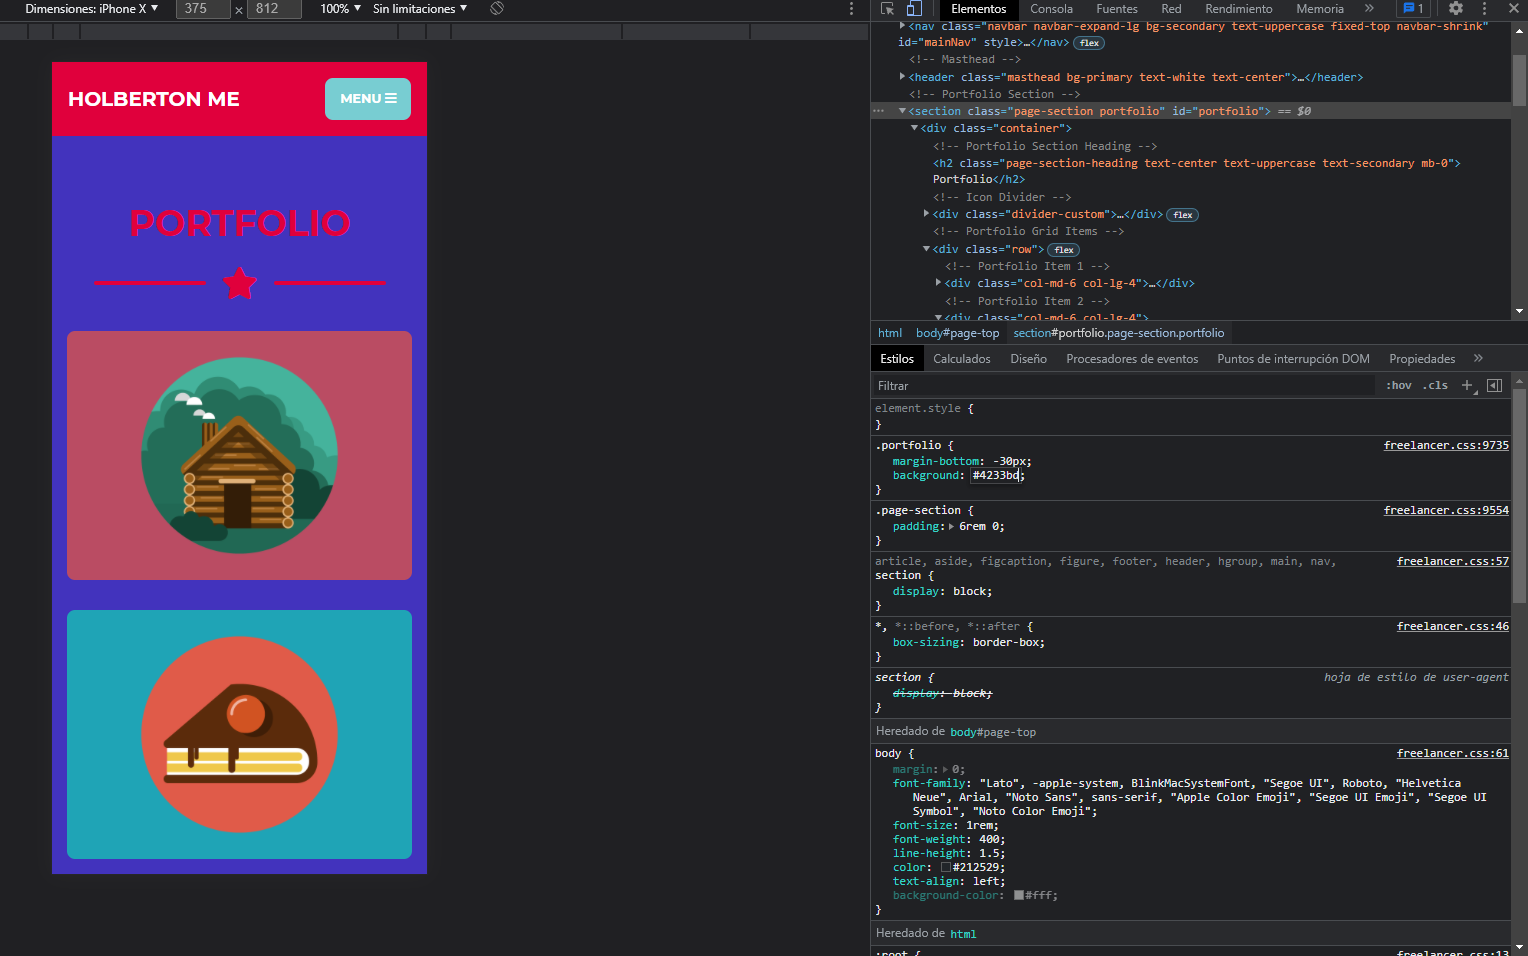 Dimensiones: iPhone X ▼ 375 × 812 100% ▼ Sin limitaciones ▼
HOLBERTON ME
MENU
PORTFOLIO
Elementos Consola Fuentes Red Rendimiento Memoria » 1
<nav class="navbar navbar-expand-lg bg-secondary text-uppercase fixed-top navbar-shrink"
id="mainNav" style>…</nav> flex
<!-- Masthead -->
<header class="masthead bg-primary text-white text-center">…</header>
<!-- Portfolio Section -->
<section class="page-section portfolio" id="portfolio"> == $0
<div class="container">
<!-- Portfolio Section Heading -->
<h2 class="page-section-heading text-center text-uppercase text-secondary mb-0">
Portfolio</h2>
<!-- Icon Divider -->
<div class="divider-custom">…</div> flex
<!-- Portfolio Grid Items -->
<div class="row"> flex
<!-- Portfolio Item 1 -->
<div class="col-md-6 col-lg-4">…</div>
<!-- Portfolio Item 2 -->
<div class="col-md-6 col-lg-4">
html body#page-top section#portfolio.page-section.portfolio
Estilos Calculados Diseño Procesadores de eventos Puntos de interrupción DOM Propiedades »
Filtrar :hov .cls +
element.style {
}
.portfolio { freelancer.css:9735
margin-bottom: -30px;
background: #4233bd;
}
.page-section { freelancer.css:9554
padding: 6rem 0;
}
article, aside, figcaption, figure, footer, header, hgroup, main, nav, freelancer.css:57
section {
display: block;
}
*, *::before, *::after { freelancer.css:46
box-sizing: border-box;
}
section { hoja de estilo de user-agent
display: block;
}
Heredado de body#page-top
body { freelancer.css:61
margin: 0;
font-family: "Lato", -apple-system, BlinkMacSystemFont, "Segoe UI", Roboto, "Helvetica
Neue", Arial, "Noto Sans", sans-serif, "Apple Color Emoji", "Segoe UI Emoji", "Segoe UI
Symbol", "Noto Color Emoji";
font-size: 1rem;
font-weight: 400;
line-height: 1.5;
color: #212529;
text-align: left;
background-color: #fff;
}
Heredado de html
:root { freelancer.css:13